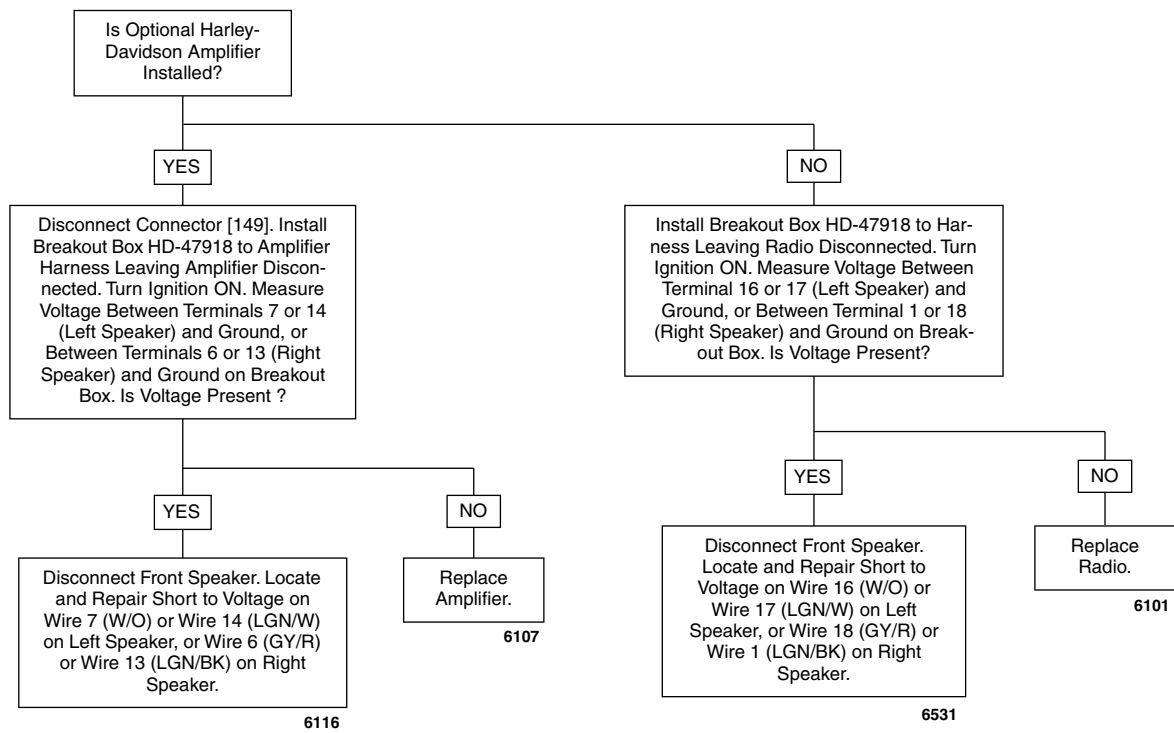 Is Optional Harley-
Davidson Amplifier
Installed?
YES
NO
Disconnect Connector [149]. Install
Breakout Box HD-47918 to Amplifier
Harness Leaving Amplifier Discon-
nected. Turn Ignition ON. Measure
Voltage Between Terminals 7 or 14
(Left Speaker) and Ground, or
Between Terminals 6 or 13 (Right
Speaker) and Ground on Breakout
Box. Is Voltage Present ?
Install Breakout Box HD-47918 to Har-
ness Leaving Radio Disconnected. Turn
Ignition ON. Measure Voltage Between
Terminal 16 or 17 (Left Speaker) and
Ground, or Between Terminal 1 or 18
(Right Speaker) and Ground on Break-
out Box. Is Voltage Present?
YES
NO
YES
NO
Disconnect Front Speaker. Locate
and Repair Short to Voltage on
Wire 7 (W/O) or Wire 14 (LGN/W)
on Left Speaker, or Wire 6 (GY/R)
or Wire 13 (LGN/BK) on Right
Speaker.
6116
Replace
Amplifier.
6107
Disconnect Front Speaker.
Locate and Repair Short to
Voltage on Wire 16 (W/O) or
Wire 17 (LGN/W) on Left
Speaker, or Wire 18 (GY/R) or
Wire 1 (LGN/BK) on Right
Speaker.
6531
Replace
Radio.
6101